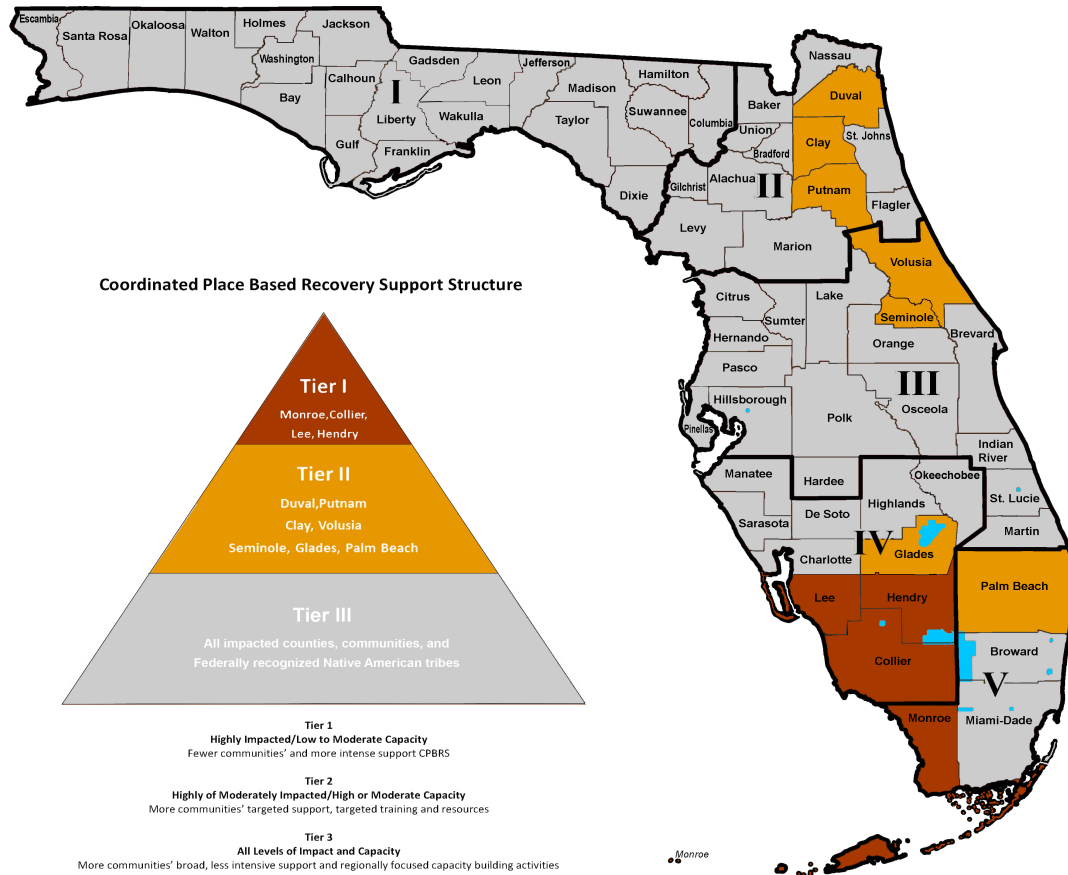 Escambia
Santa Rosa
Okaloosa
Walton
Holmes
Jackson
Washington
Bay
Calhoun
I
Liberty
Gulf
Franklin
Gadsden
Leon
Wakulla
Jefferson
Madison
Taylor
Hamilton
Suwannee
Columbia
Dixie
Nassau
Baker
Duval
Union
Bradford
Clay
St. Johns
Gilchrist
Alachua
II
Putnam
Flagler
Levy
Marion
Volusia
Citrus
Sumter
Lake
Seminole
Hernando
Orange
Brevard
Pasco
III
Hillsborough
Osceola
Pinellas
Polk
Indian
River
Manatee
Hardee
Okeechobee
Highlands
St. Lucie
Sarasota
De Soto
IV
Martin
Charlotte
Glades
Palm Beach
Lee
Hendry
Collier
Broward
V
Monroe
Miami-Dade
Monroe
Coordinated Place Based Recovery Support Structure
Tier I
Monroe,Collier,
Lee, Hendry
Tier II
Duval,Putnam
Clay, Volusia
Seminole, Glades, Palm Beach
Tier III
All impacted counties, communities, and
Federally recognized Native American tribes
Tier 1
Highly Impacted/Low to Moderate Capacity
Fewer communities’ and more intense support CPBRS
Tier 2
Highly of Moderately Impacted/High or Moderate Capacity
More communities’ targeted support, targeted training and resources
Tier 3
All Levels of Impact and Capacity
More communities’ broad, less intensive support and regionally focused capacity building activities